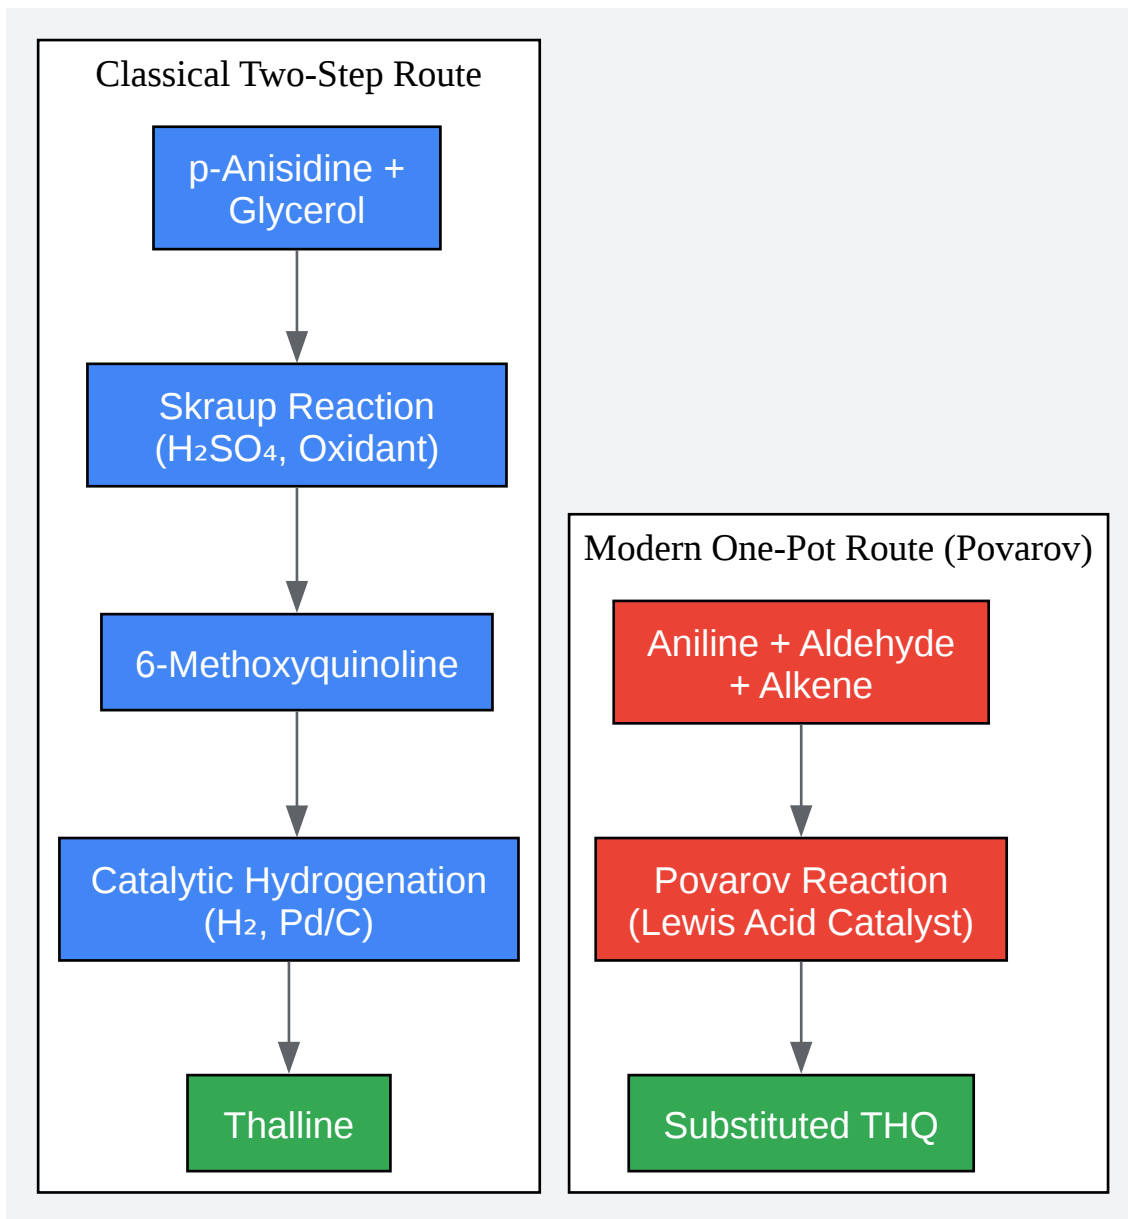 Classical Two-Step Route
p-Anisidine +
Glycerol
Skraup Reaction
(H₂SO₄, Oxidant)
6-Methoxyquinoline
Catalytic Hydrogenation
(H₂, Pd/C)
Thalline
Modern One-Pot Route (Povarov)
Aniline + Aldehyde
+ Alkene
Povarov Reaction
(Lewis Acid Catalyst)
Substituted THQ